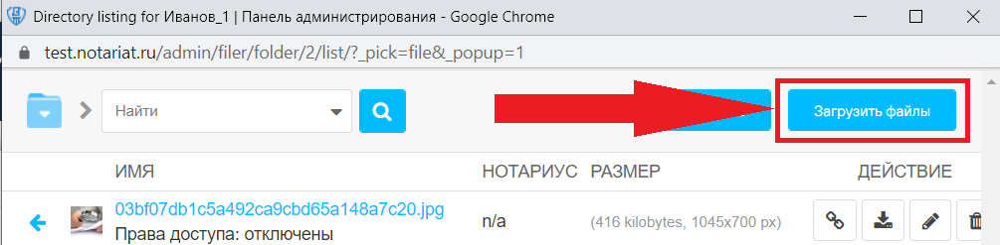 Directory listing for Иванов_1 | Панель администрирования - Google Chrome
test.notariat.ru/admin/filer/folder/2/list/?_pick=file&_popup=1
Найти
Загрузить файлы
ИМЯ НОТАРИУС РАЗМЕР ДЕЙСТВИЕ
03bf07db1c5a492ca9cbd65a148a7c20.jpg
n/a (416 kilobytes, 1045x700 px)
Права доступа: отключены